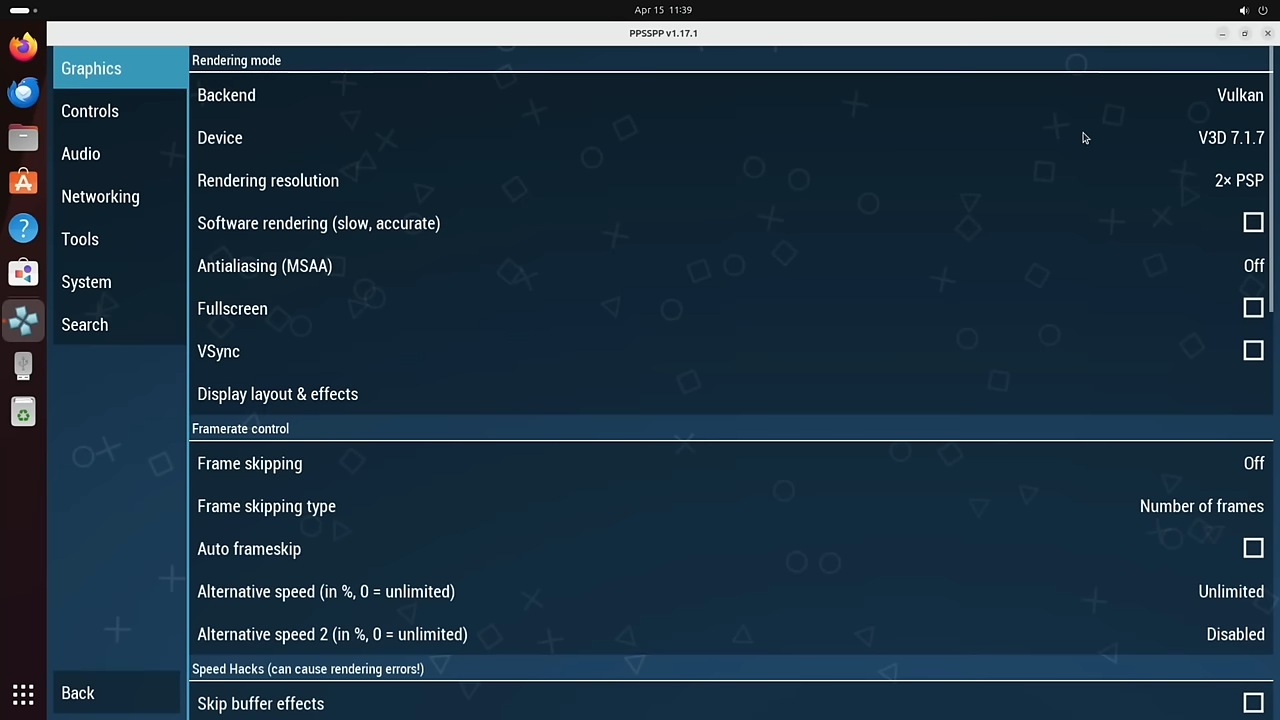 Apr 15 11:39
PPSSPP v1.17.1
Graphics
Controls
Audio
Networking
Tools
System
Search
Back
Rendering mode
Backend Vulkan
Device V3D 7.1.7
Rendering resolution 2× PSP
Software rendering (slow, accurate)
Antialiasing (MSAA) Off
Fullscreen
VSync
Display layout & effects
Framerate control
Frame skipping Off
Frame skipping type Number of frames
Auto frameskip
Alternative speed (in %, 0 = unlimited) Unlimited
Alternative speed 2 (in %, 0 = unlimited) Disabled
Speed Hacks (can cause rendering errors!)
Skip buffer effects